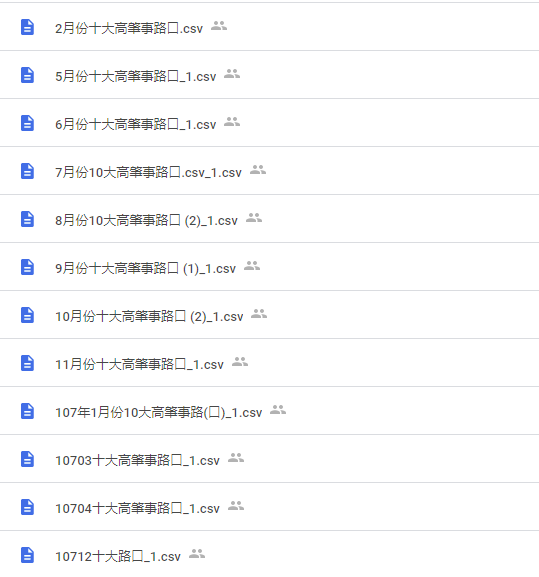 2月份十大高肇事路口.csv
5月份十大高肇事路口_1.csv
6月份十大高肇事路口_1.csv
7月份10大高肇事路口.csv_1.csv
8月份10大高肇事路口 (2)_1.csv
9月份十大高肇事路口 (1)_1.csv
10月份十大高肇事路口 (2)_1.csv
11月份十大高肇事路口_1.csv
107年1月份10大高肇事路(口)_1.csv
10703十大高肇事路口_1.csv
10704十大高肇事路口_1.csv
10712十大路口_1.csv